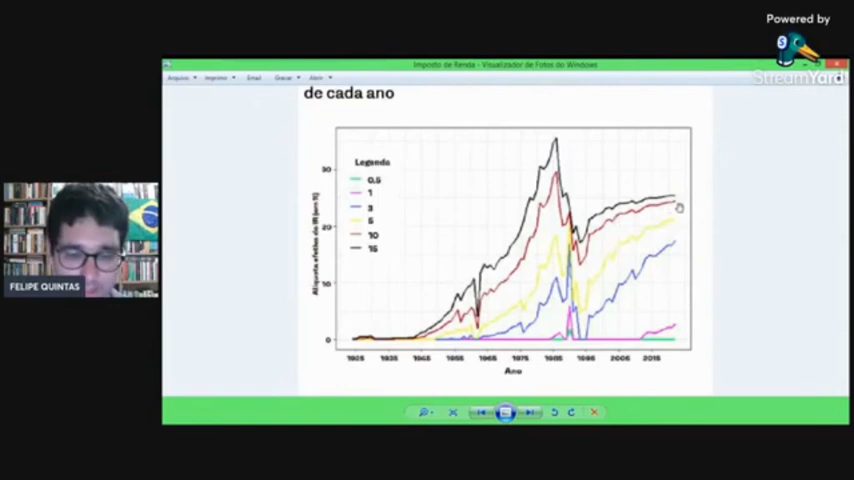 Powered by
StreamYard
Imposto de Renda - Visualizador de Fotos do Windows
Arquivo
Imprimir
Email
Gravar
Abrir
de cada ano
Legenda
0,5
1
3
5
10
15
Alíquota efetiva do IR (em %)
30
20
10
0
1925
1935
1945
1955
1965
1975
1985
1995
2005
2015
Ano
FELIPE QUINTAS